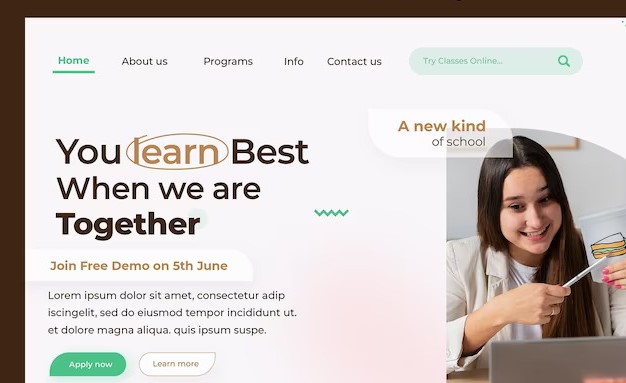 Home About us Programs Info Contact us Try Classes Online...
A new kind
of school
You learn Best
When we are
Together
Join Free Demo on 5th June
Lorem ipsum dolor sit amet, consectetur adip
iscingelit, sed do eiusmod tempor incididunt ut.
et dolore magna aliqua. quis ipsum suspe.
Apply now Learn more